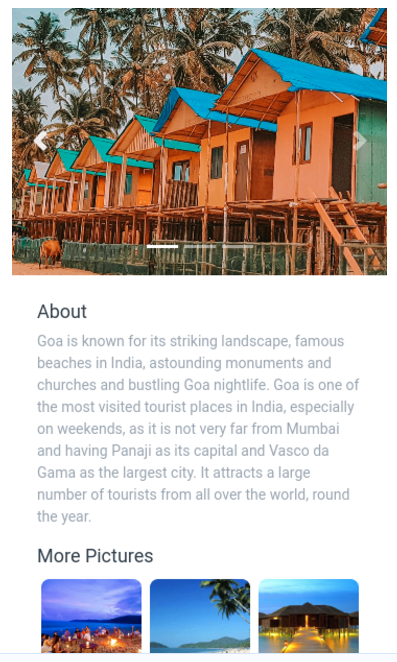 About
Goa is known for its striking landscape, famous
beaches in India, astounding monuments and
churches and bustling Goa nightlife. Goa is one of
the most visited tourist places in India, especially
on weekends, as it is not very far from Mumbai
and having Panaji as its capital and Vasco da
Gama as the largest city. It attracts a large
number of tourists from all over the world, round
the year.
More Pictures